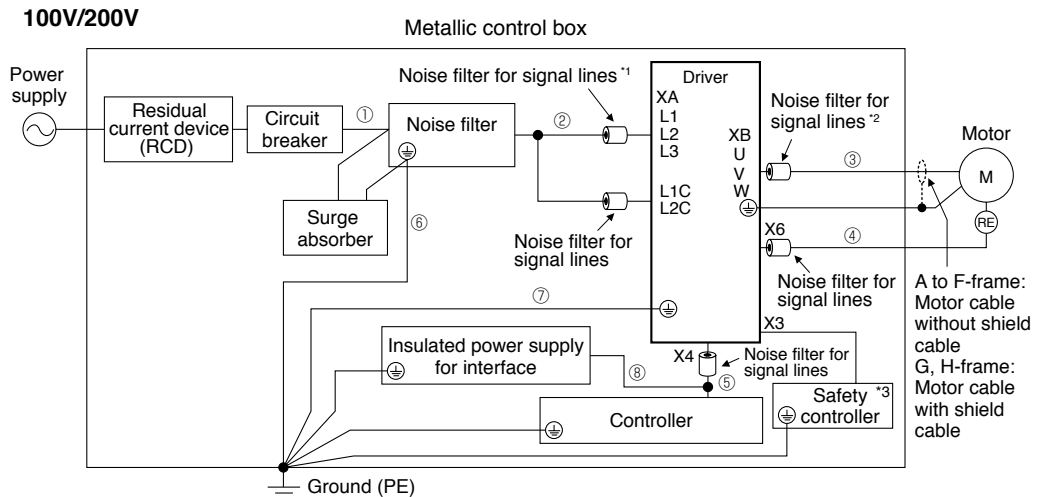 100V/200V
Metallic control box
Power
supply
Residual
current device
(RCD)
Circuit
breaker
①
Noise filter
②
Noise filter for signal lines *1
Surge
absorber
⑥
Noise filter for
signal lines
Driver
XA
L1
L2
L3
L1C
L2C
XB
U
V
W
X6
X3
X4
Noise filter for
signal lines *2
③
Motor
M
RE
④
Noise filter for
signal lines
A to F-frame:
Motor cable
without shield
cable
G, H-frame:
Motor cable
with shield
cable
⑦
Insulated power supply
for interface
⑧
Noise filter for
signal lines
⑤
Controller
Safety *3
controller
Ground (PE)